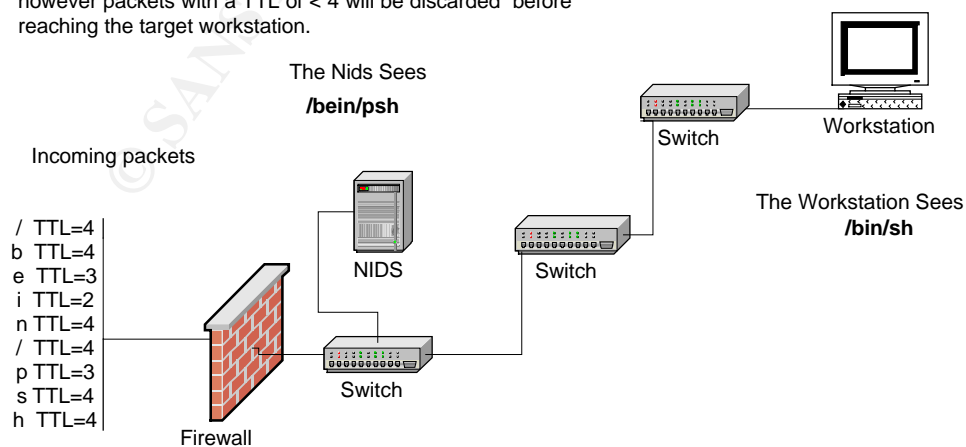 however packets with a TTL of < 4 will be discarded before
reaching the target workstation.
The Nids Sees
/bein/psh
Switch
Workstation
Incoming packets
The Workstation Sees
/bin/sh
/ TTL=4
b TTL=4
e TTL=3
i TTL=2
n TTL=4
/ TTL=4
p TTL=3
s TTL=4
h TTL=4
NIDS
Switch
Switch
Firewall
© SANS